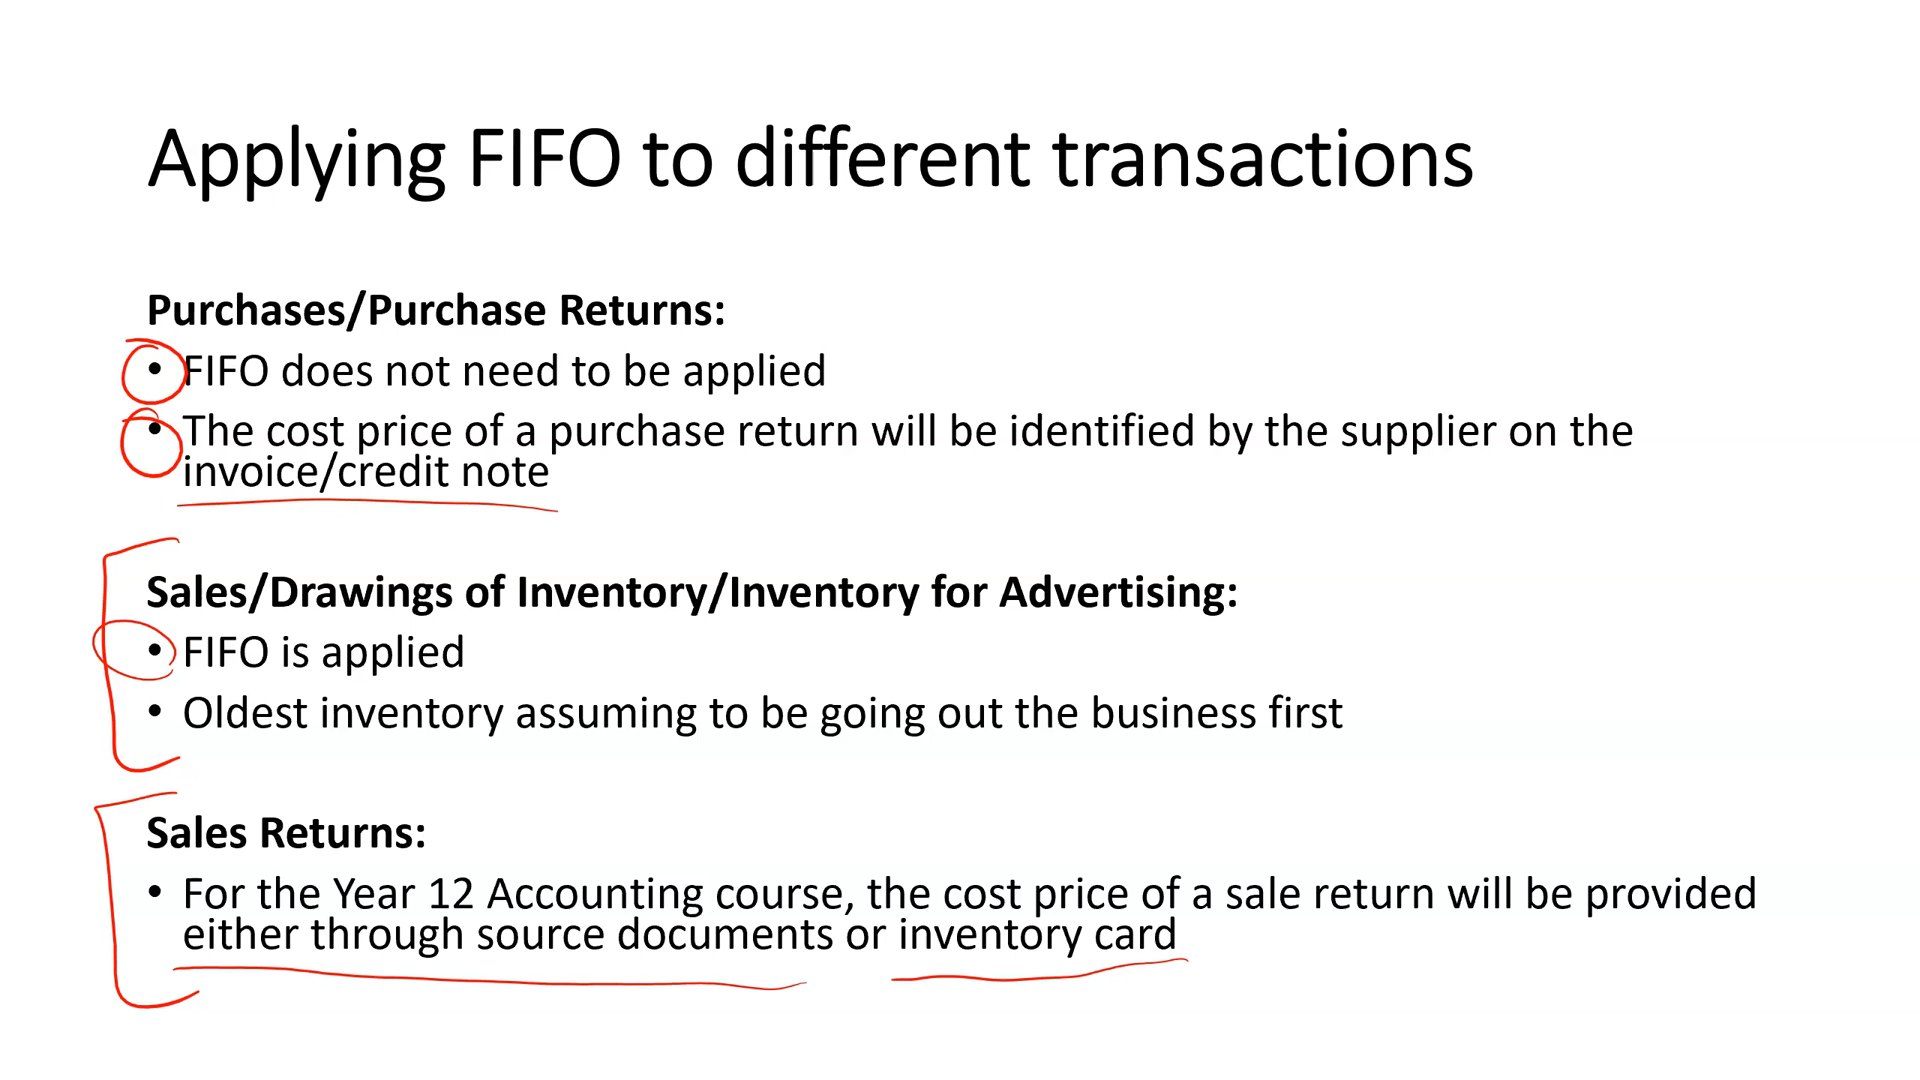 Applying FIFO to different transactions
Purchases/Purchase Returns:
• FIFO does not need to be applied
• The cost price of a purchase return will be identified by the supplier on the
invoice/credit note
Sales/Drawings of Inventory/Inventory for Advertising:
• FIFO is applied
• Oldest inventory assuming to be going out the business first
Sales Returns:
• For the Year 12 Accounting course, the cost price of a sale return will be provided
either through source documents or inventory card